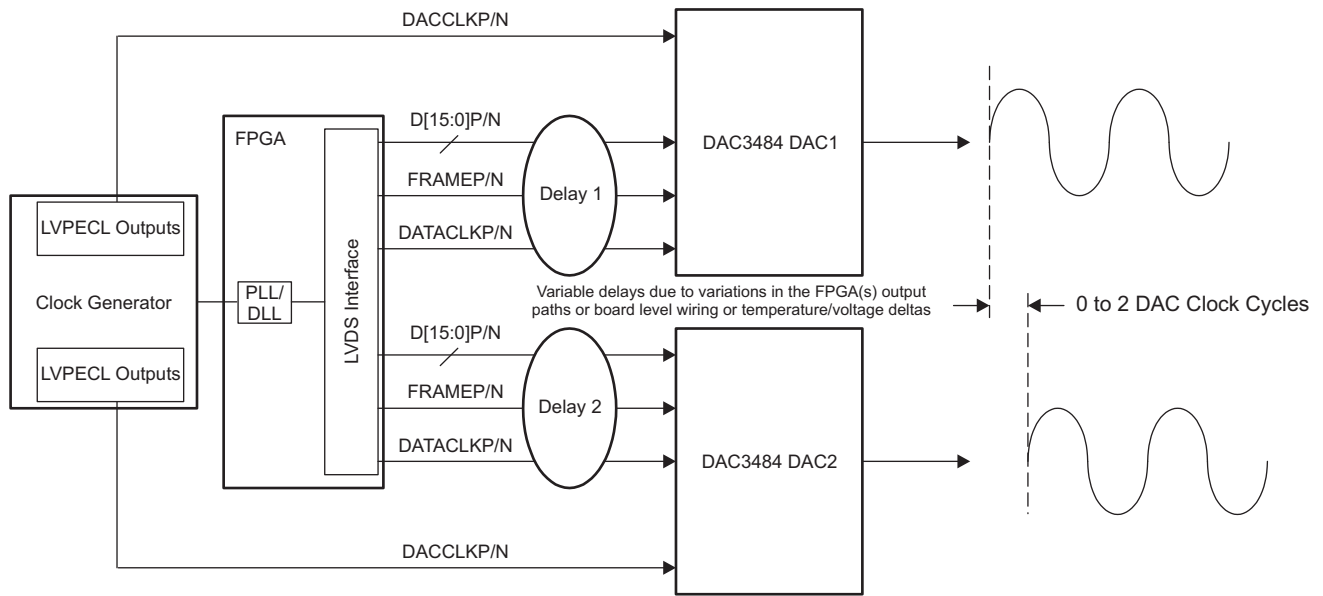 DACCLKP/N
FPGA
D[15:0]P/N
FRAMEP/N
DATACLKP/N
Delay 1
DAC3484 DAC1
LVPECL Outputs
Clock Generator
LVPECL Outputs
PLL/
DLL
LVDS Interface
Variable delays due to variations in the FPGA(s) output
paths or board level wiring or temperature/voltage deltas
0 to 2 DAC Clock Cycles
D[15:0]P/N
FRAMEP/N
DATACLKP/N
Delay 2
DAC3484 DAC2
DACCLKP/N